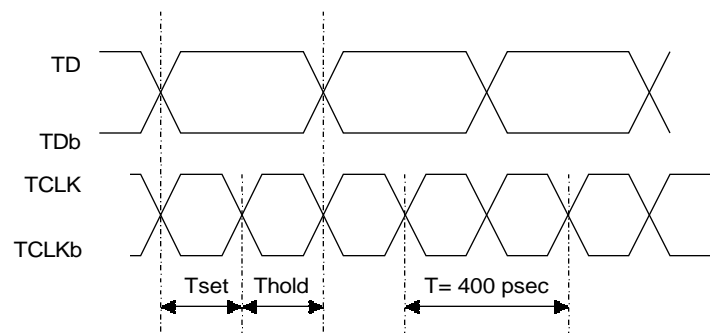 TD
TDb
TCLK
TCLKb
Tset Thold T= 400 psec